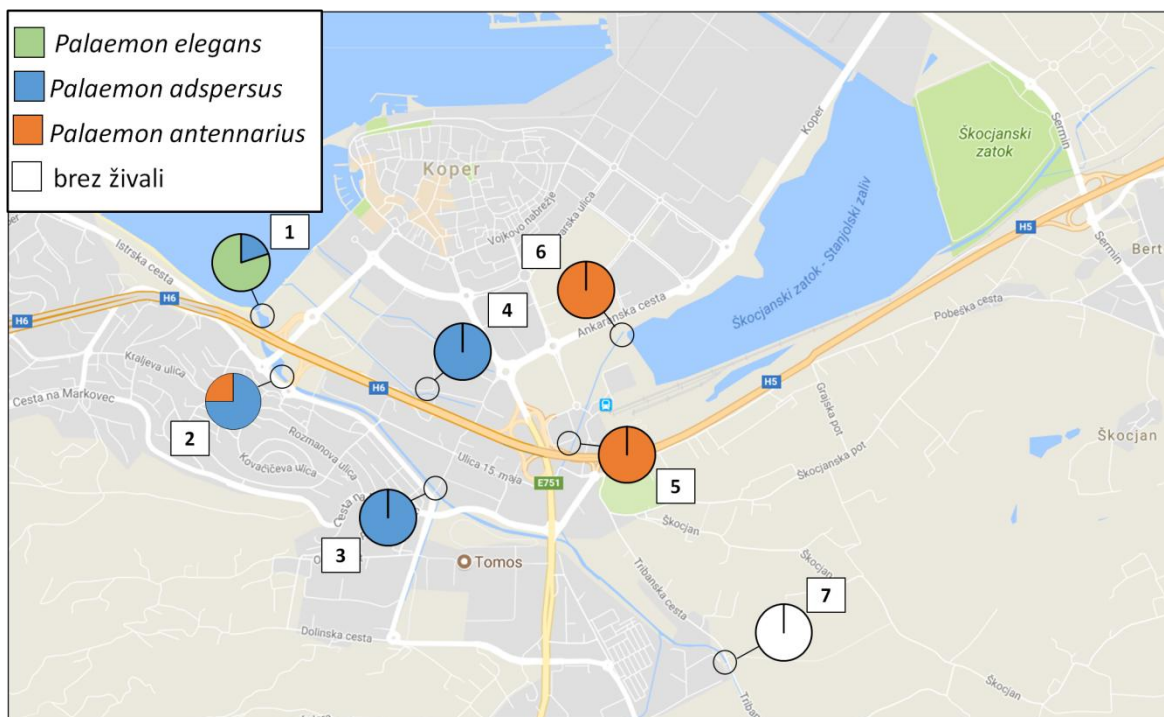 Palaemon elegans
Palaemon adspersus
Palaemon antennarius
brez živali
Koper
Koper
Sermin
Škocjanski
zatok
Vojkovo nabrežje
1
6
H5
Istrska cesta
Sermin
Bert
4
Ankaranska cesta
Škocjanski zatok - Stanjolski zaliv
H6
H6
Pobeška cesta
Kraljeva ulica
H6
H5
Cesta na Markovec
Grajska pot
2
Rozmanova ulica
Škocjan
Kovačičeva ulica
Ulica 15. maja
Škocjanska pot
E751
5
Cesta na
Škocjan
3
Tomos
Tribanska cesta
Škocjan
7
Dolinska cesta